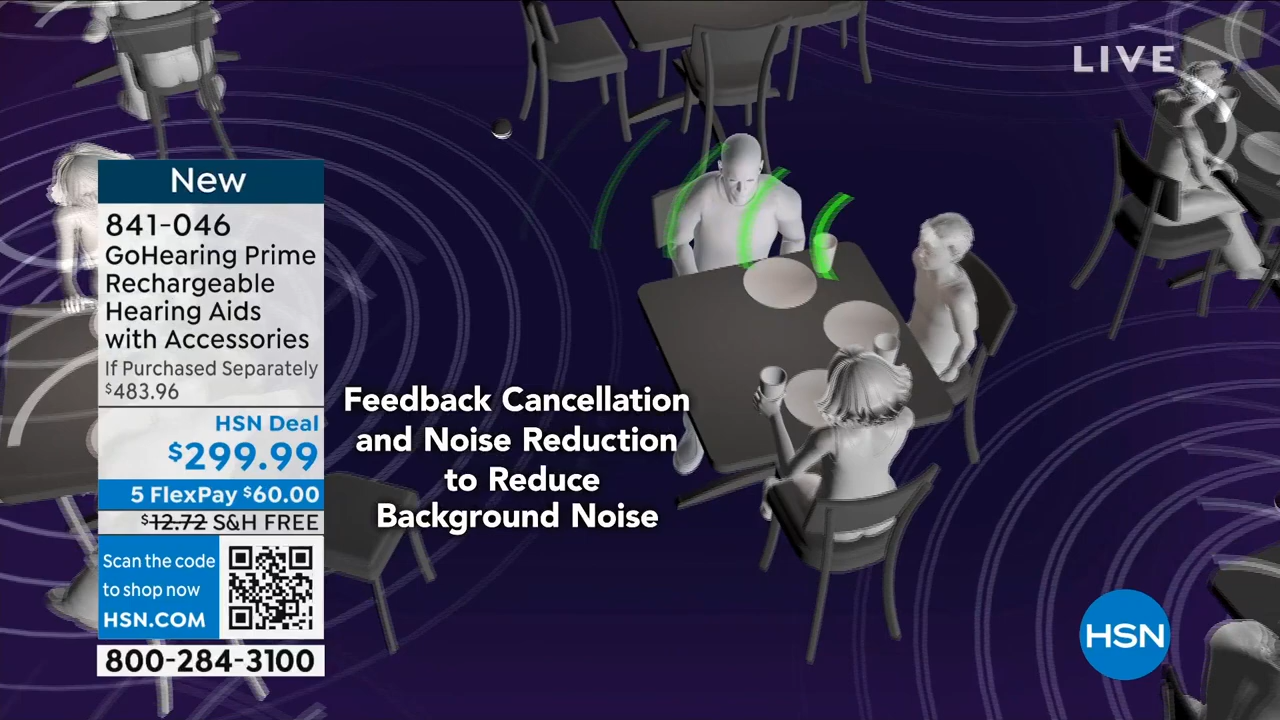 LIVE
New
841-046
GoHearing Prime
Rechargeable
Hearing Aids
with Accessories
If Purchased Separately
$483.96
HSN Deal
$299.99
5 FlexPay $60.00
$12.72 S&H FREE
Scan the code
to shop now
HSN.COM
800-284-3100
Feedback Cancellation
and Noise Reduction
to Reduce
Background Noise
HSN